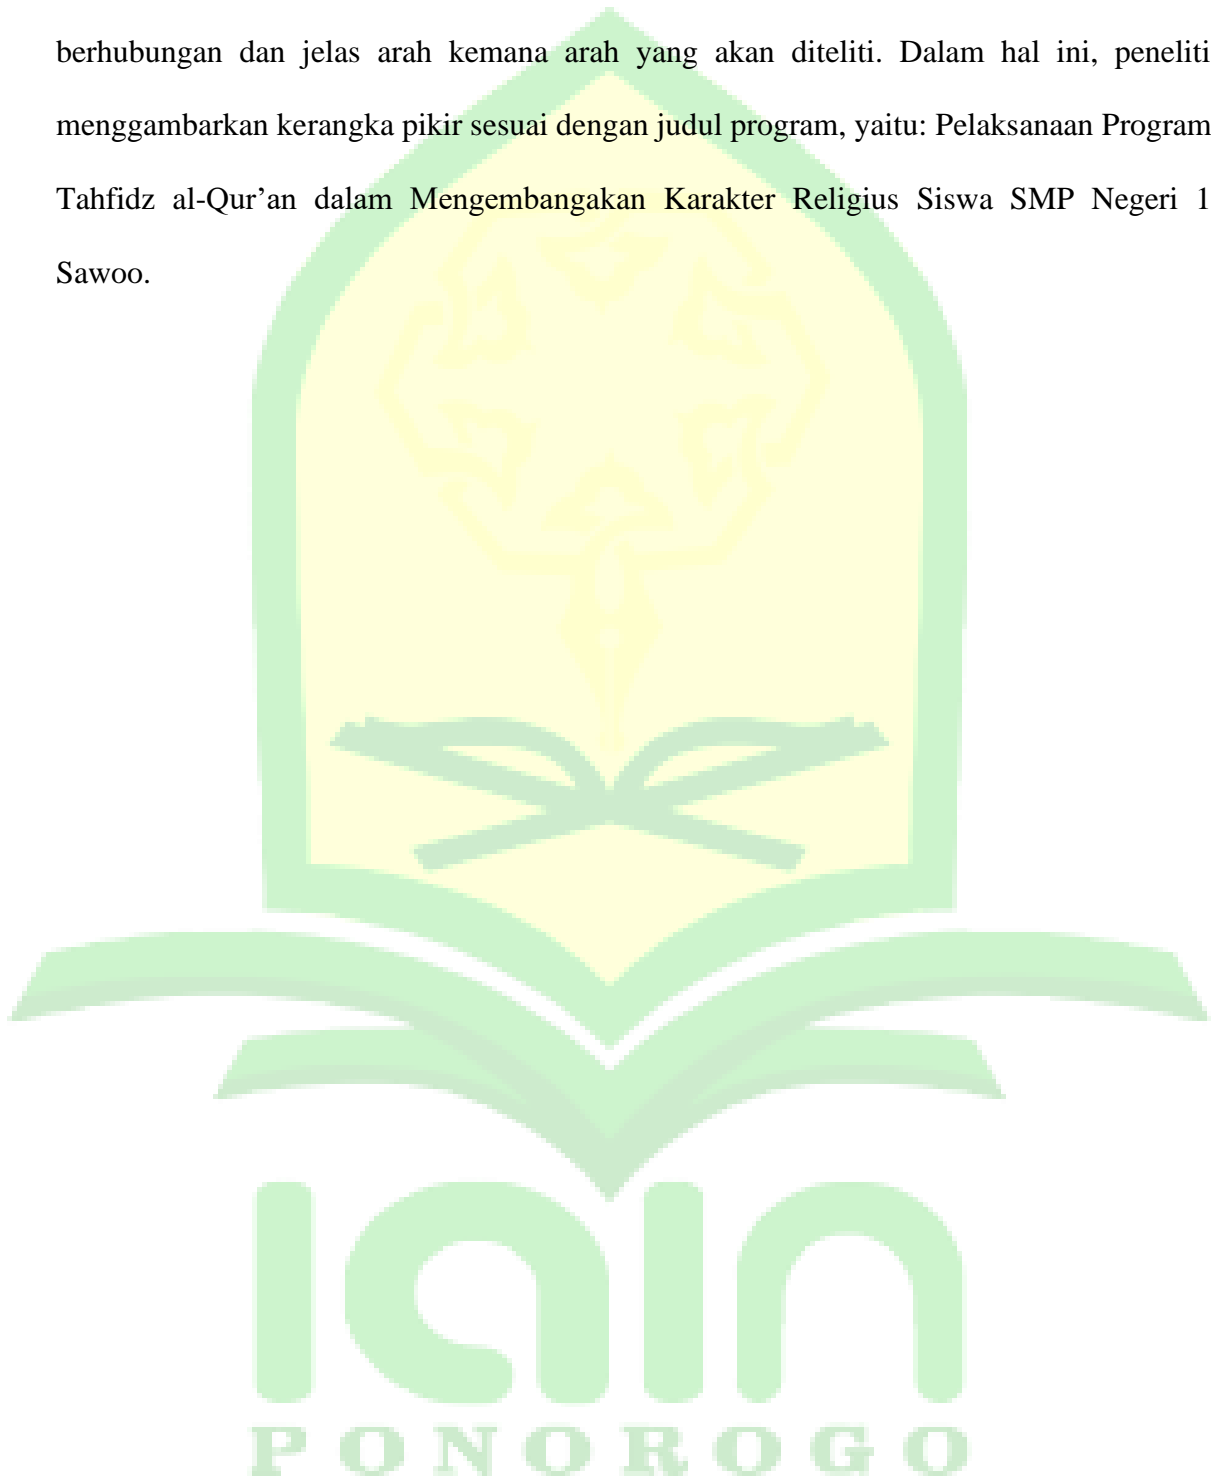 berhubungan dan jelas arah kemana arah yang akan diteliti. Dalam hal ini, peneliti
menggambarkan kerangka pikir sesuai dengan judul program, yaitu: Pelaksanaan Program
Tahfidz al-Qur’an dalam Mengembangakan Karakter Religius Siswa SMP Negeri 1
Sawoo.
iain
PONOROGO